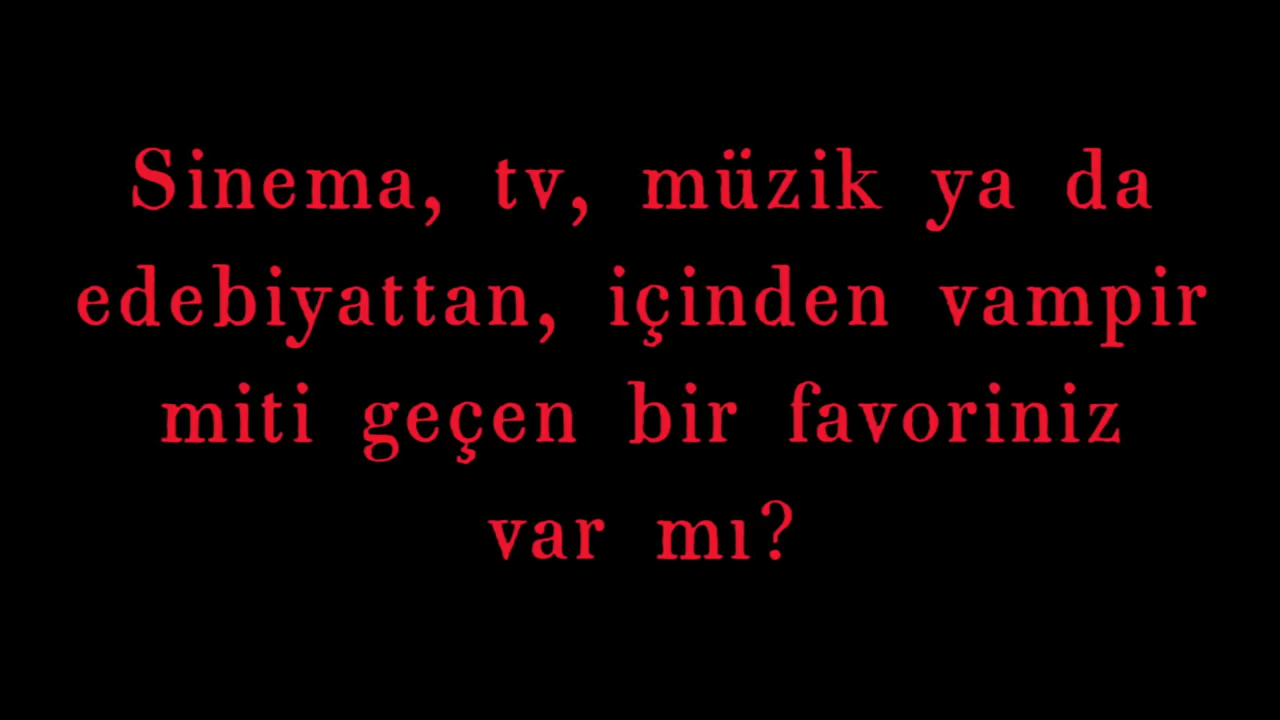 Sinema, tv, müzik ya da
edebiyattan, içinden vampir
miti geçen bir favoriniz
var mı?